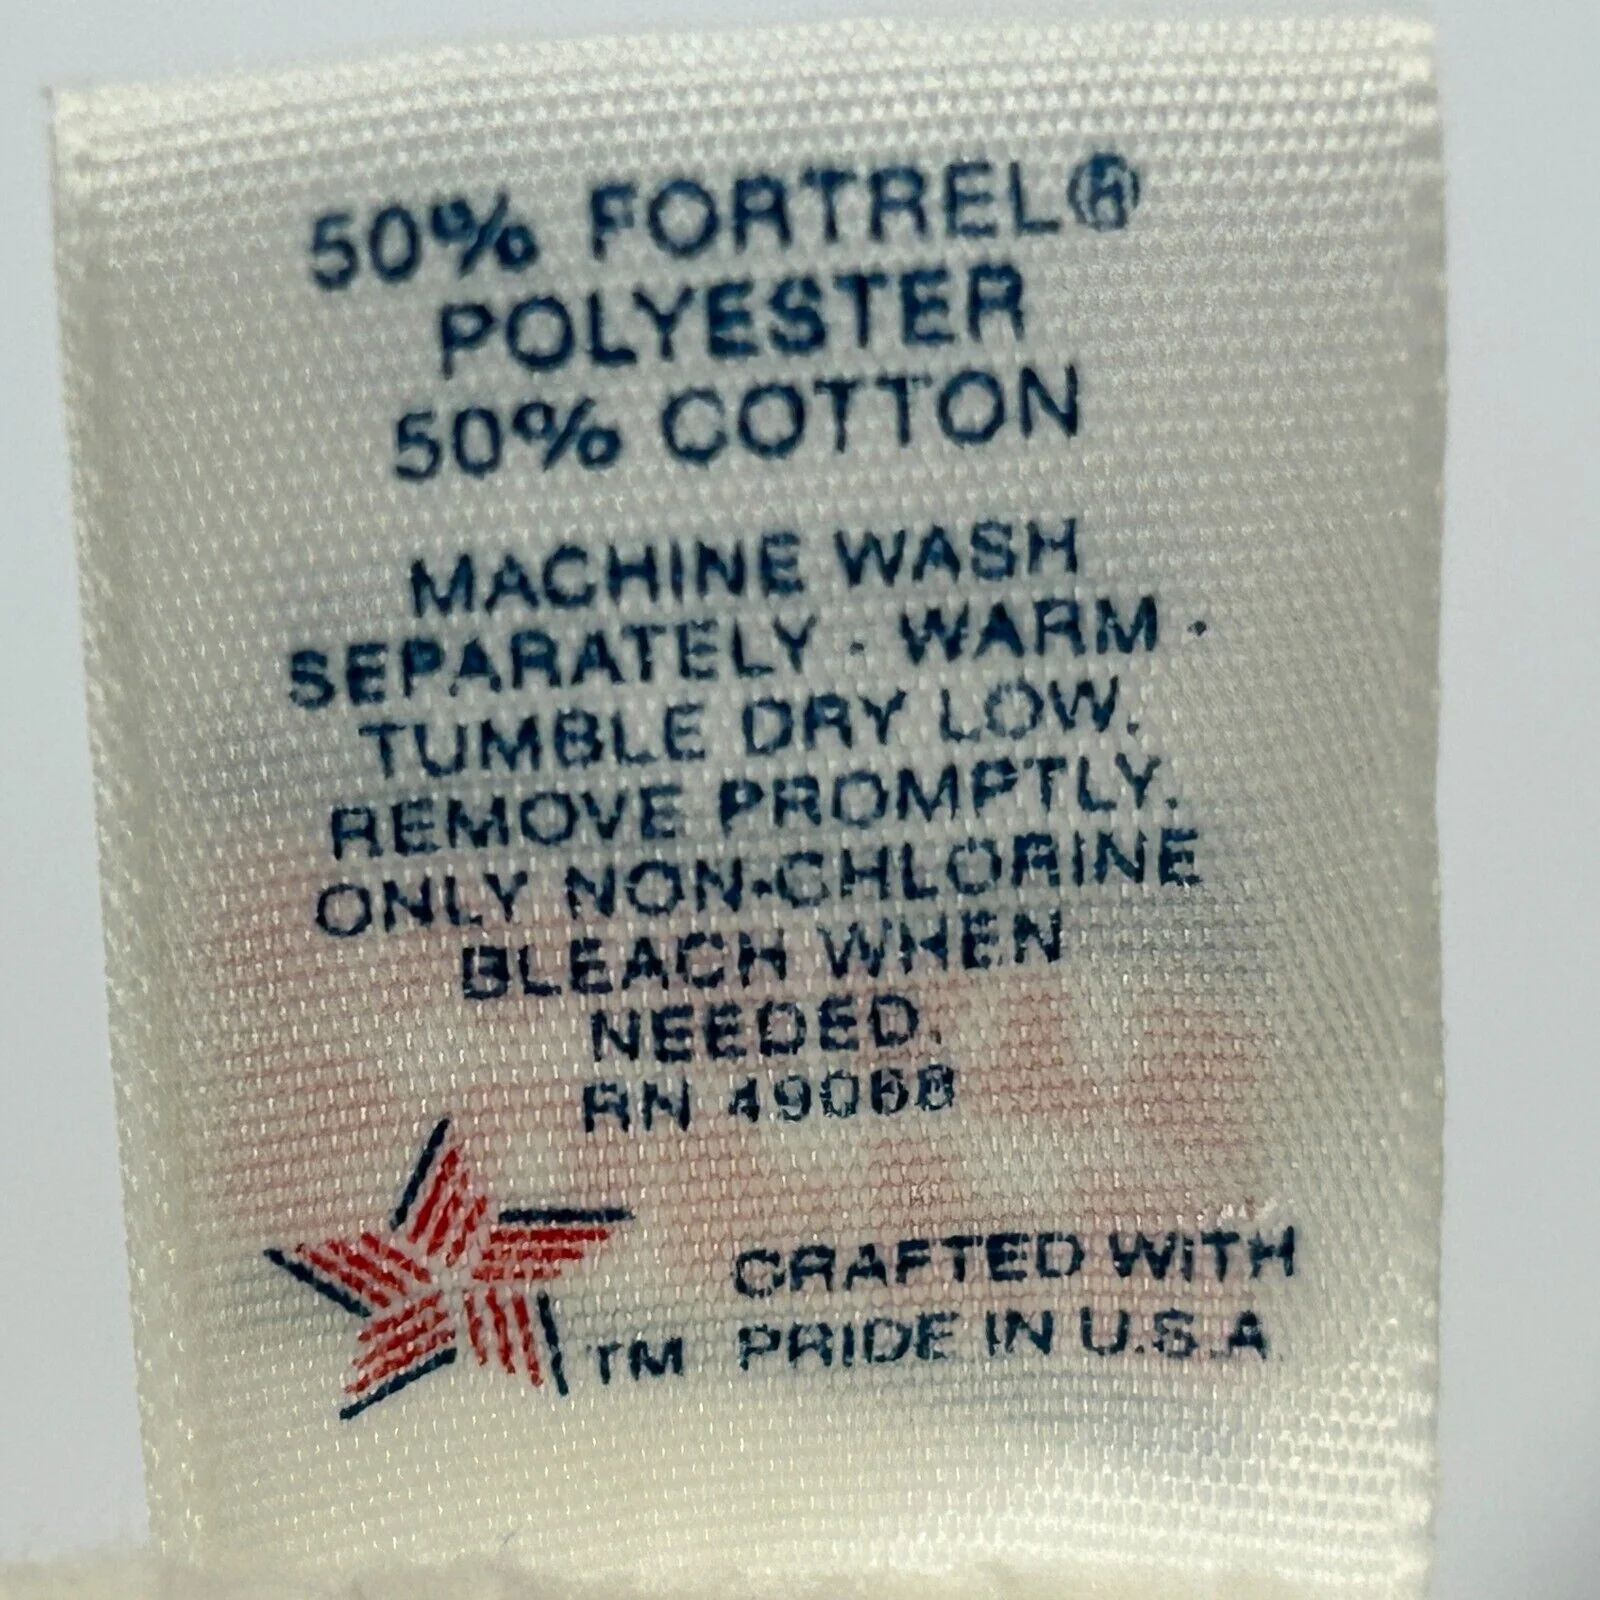 50% FORTREL®
POLYESTER
50% COTTON
MACHINE WASH
SEPARATELY · WARM ·
TUMBLE DRY LOW.
REMOVE PROMPTLY.
ONLY NON-CHLORINE
BLEACH WHEN
NEEDED.
RN 49068
CRAFTED WITH
TM PRIDE IN U.S.A.